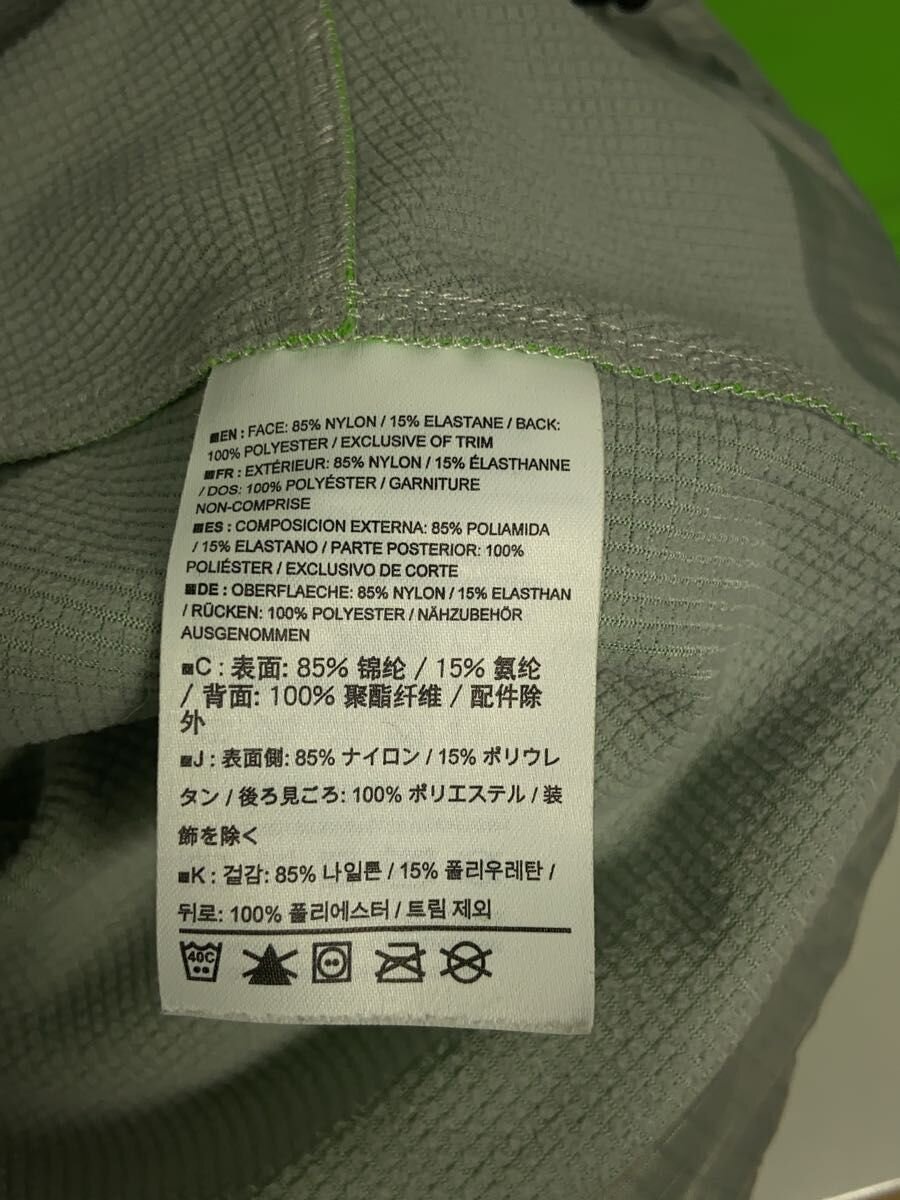 ■EN : FACE: 85% NYLON / 15% ELASTANE / BACK:
100% POLYESTER / EXCLUSIVE OF TRIM
■FR : EXTÉRIEUR: 85% NYLON / 15% ÉLASTHANNE
/ DOS: 100% POLYÉSTER / GARNITURE
NON-COMPRISE
■ES : COMPOSICION EXTERNA: 85% POLIAMIDA
/ 15% ELASTANO / PARTE POSTERIOR: 100%
POLIÉSTER / EXCLUSIVO DE CORTE
■DE : OBERFLAECHE: 85% NYLON / 15% ELASTHAN
/ RÜCKEN: 100% POLYESTER / NÄHZUBEHÖR
AUSGENOMMEN
■C : 表面: 85% 锦纶 / 15% 氨纶
/ 背面: 100% 聚酯纤维 / 配件除
外
■J : 表面側: 85% ナイロン / 15% ポリウレ
タン / 後ろ見ごろ: 100% ポリエステル / 装
飾を除く
■K : 겉감: 85% 나일론 / 15% 폴리우레탄 /
뒤로: 100% 폴리에스터 / 트림 제외
40C